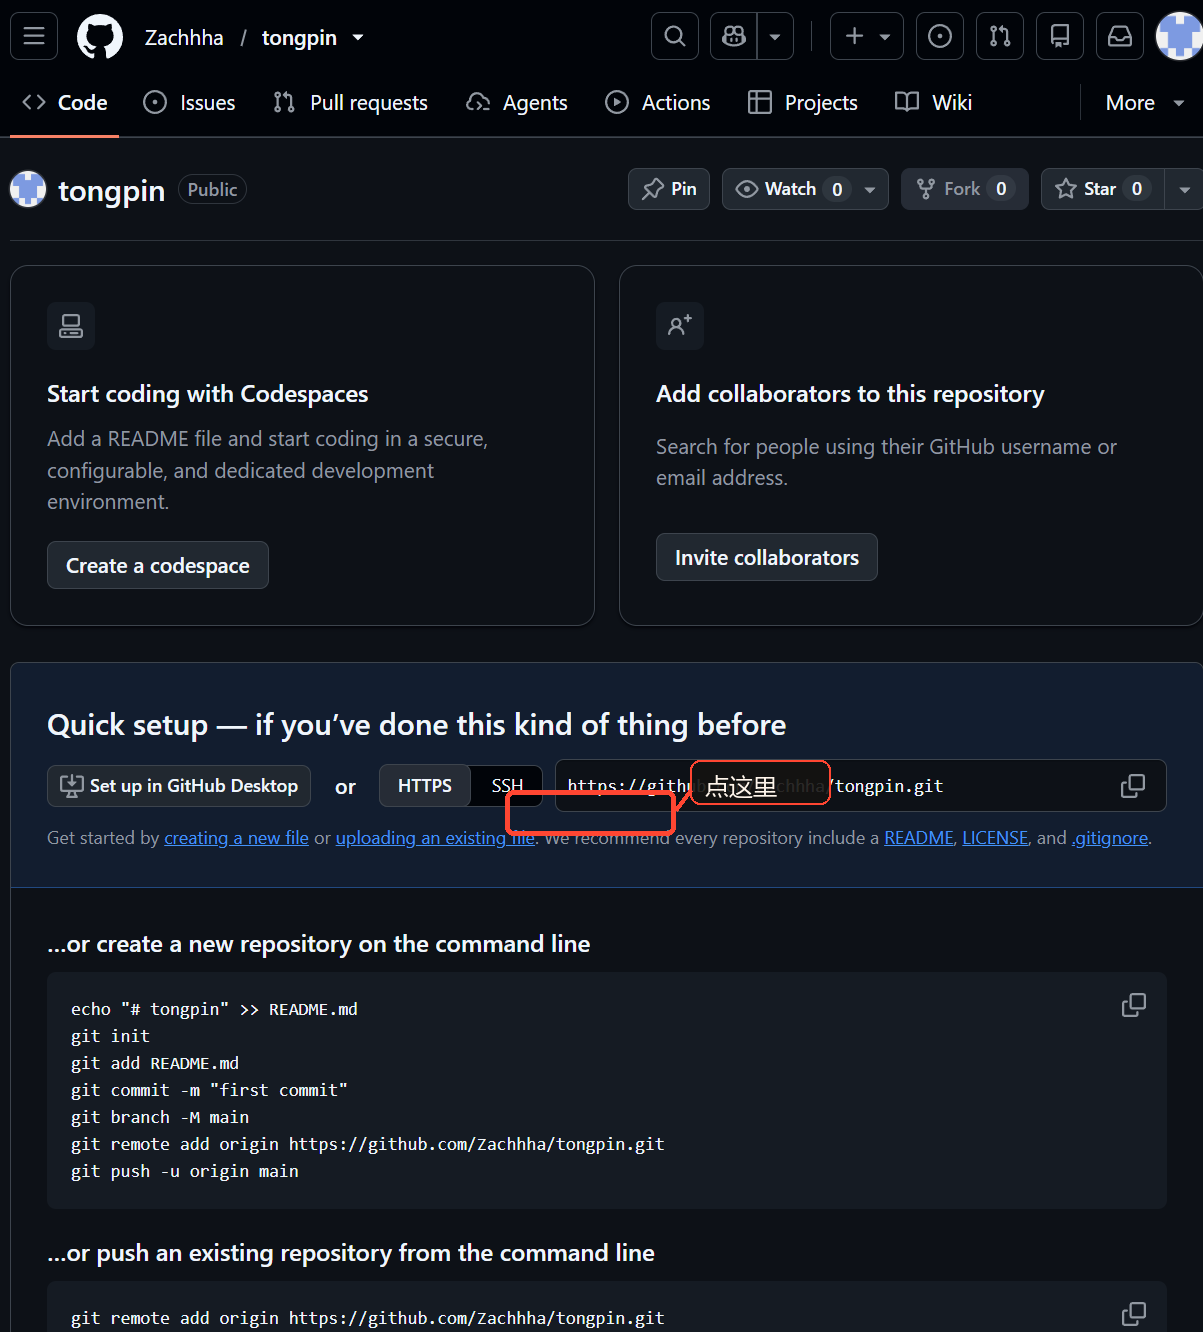 Zachhha / tongpin
Code Issues Pull requests Agents Actions Projects Wiki More
tongpin Public Pin Watch 0 Fork 0 Star 0
Start coding with Codespaces
Add a README file and start coding in a secure,
configurable, and dedicated development
environment.
Create a codespace
Add collaborators to this repository
Search for people using their GitHub username or
email address.
Invite collaborators
Quick setup — if you’ve done this kind of thing before
Set up in GitHub Desktop or HTTPS SSH https://github 点这里 chhha/tongpin.git
Get started by creating a new file or uploading an existing file. We recommend every repository include a README, LICENSE, and .gitignore.
…or create a new repository on the command line
echo "# tongpin" >> README.md
git init
git add README.md
git commit -m "first commit"
git branch -M main
git remote add origin https://github.com/Zachhha/tongpin.git
git push -u origin main
…or push an existing repository from the command line
git remote add origin https://github.com/Zachhha/tongpin.git